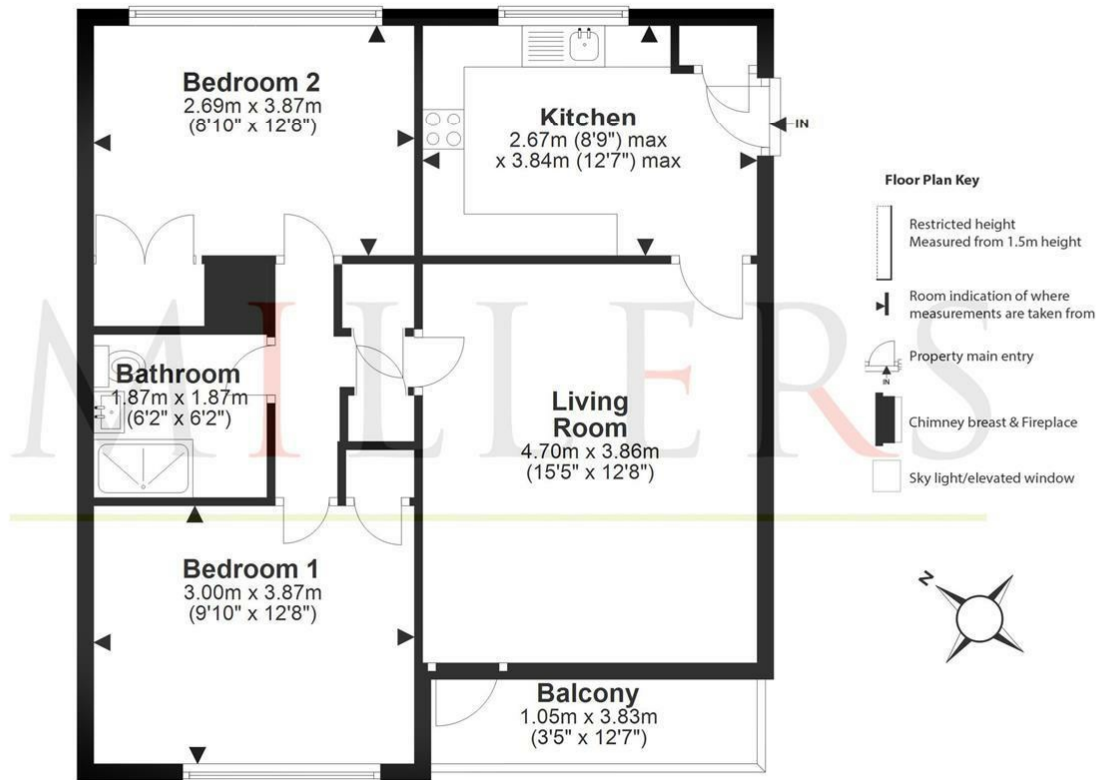 Bedroom 2
2.69m x 3.87m
(8'10" x 12'8")
Kitchen
2.67m (8'9") max
x 3.84m (12'7") max
IN
Bathroom
1.87m x 1.87m
(6'2" x 6'2")
Living
Room
4.70m x 3.86m
(15'5" x 12'8")
Bedroom 1
3.00m x 3.87m
(9'10" x 12'8")
Balcony
1.05m x 3.83m
(3'5" x 12'7")
MILLERS
Floor Plan Key
Restricted height
Measured from 1.5m height
Room indication of where
measurements are taken from
Property main entry
IN
Chimney breast & Fireplace
Sky light/elevated window
N